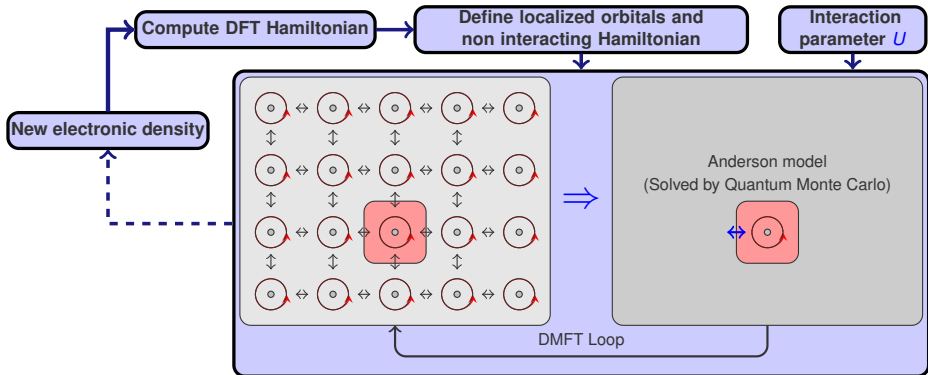 Compute DFT Hamiltonian
Define localized orbitals and
non interacting Hamiltonian
Interaction
parameter U
New electronic density
Anderson model
(Solved by Quantum Monte Carlo)
DMFT Loop